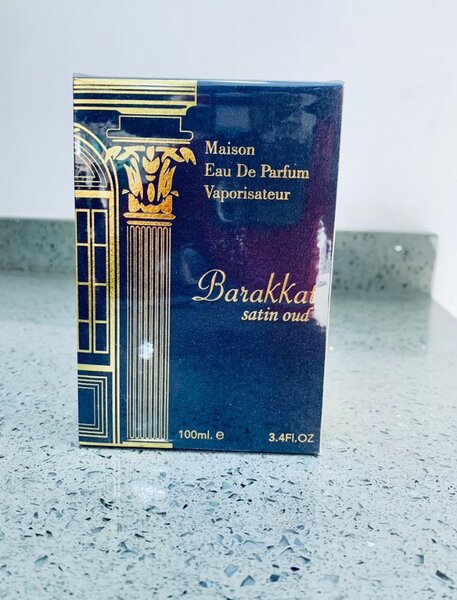 Maison
Eau De Parfum
Vaporisateur
Barakkat
satin oud
100ml. e
3.4Fl.OZ